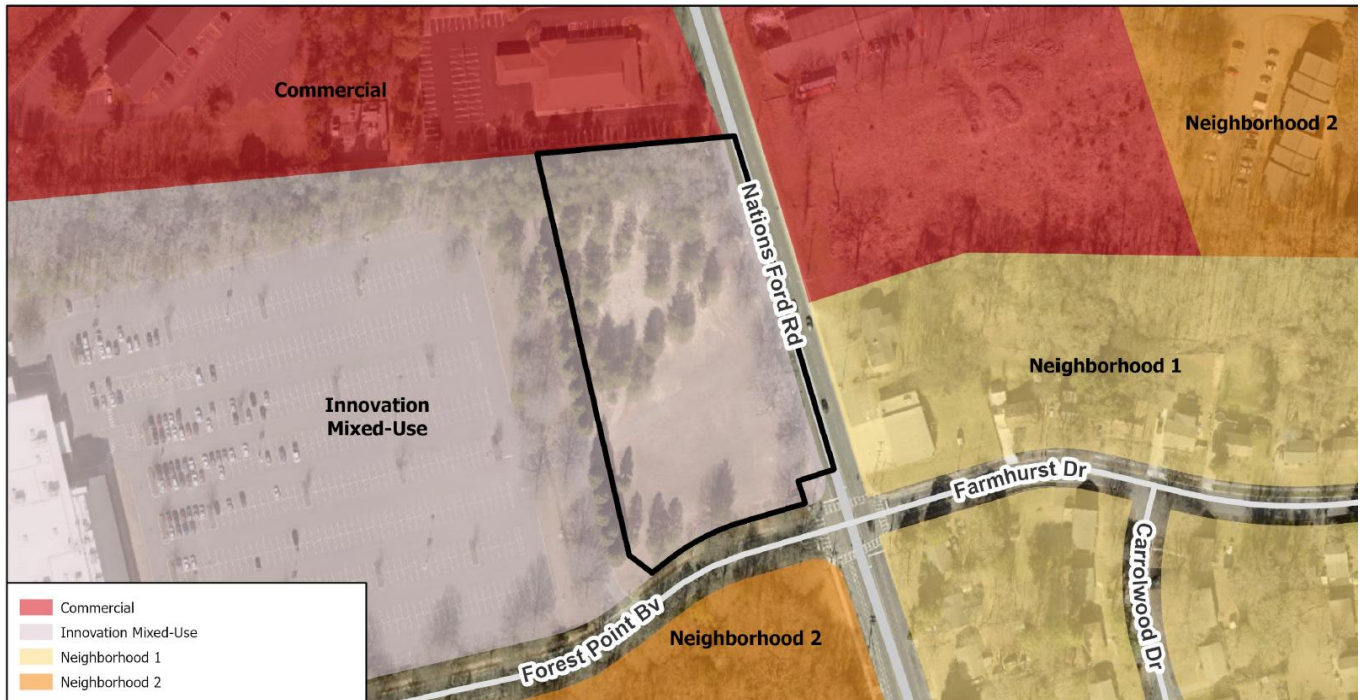 Commercial
Neighborhood 2
Nations Ford Rd
Neighborhood 1
Innovation
Mixed-Use
Farmhurst Dr
Carrolwood Dr
Forest Point Bv
Neighborhood 2
Commercial
Innovation Mixed-Use
Neighborhood 1
Neighborhood 2